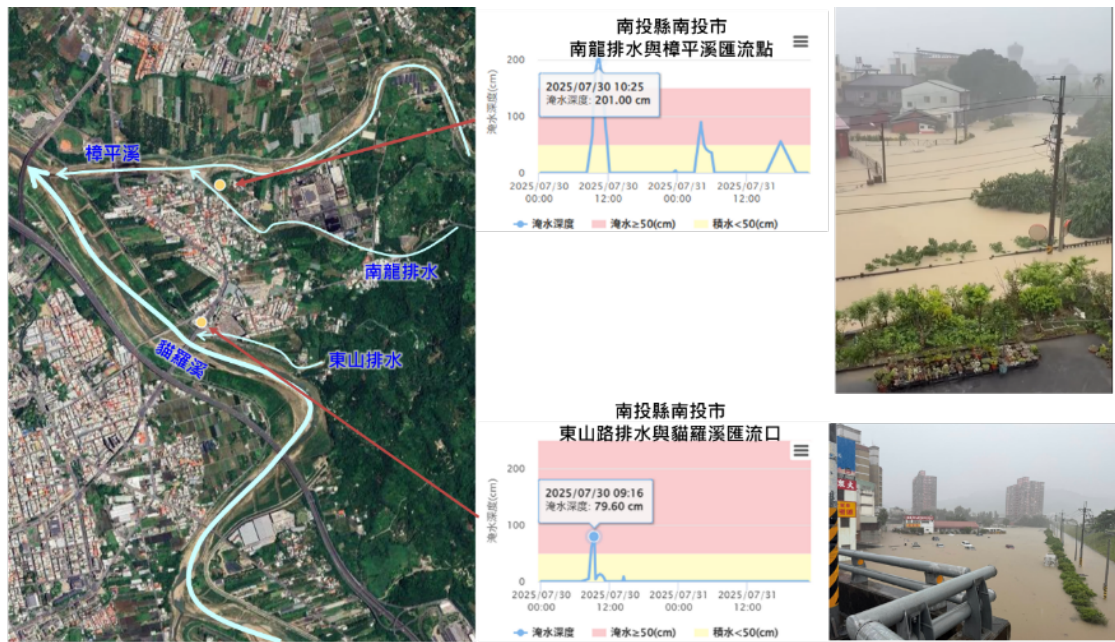 樟平溪
南龍排水
東山排水
貓羅溪
南投縣南投市
南龍排水與樟平溪匯流點
淹水深度(cm)
200
100
0
2025/07/30 10:25
淹水深度: 201.00 cm
2025/07/30 00:00
2025/07/30 12:00
2025/07/31 00:00
2025/07/31 12:00
淹水深度
淹水≥50(cm)
積水<50(cm)
南投縣南投市
東山路排水與貓羅溪匯流口
淹水深度(cm)
200
100
0
2025/07/30 09:16
淹水深度: 79.60 cm
2025/07/30 00:00
2025/07/30 12:00
2025/07/31 00:00
2025/07/31 12:00
淹水深度
淹水≥50(cm)
積水<50(cm)